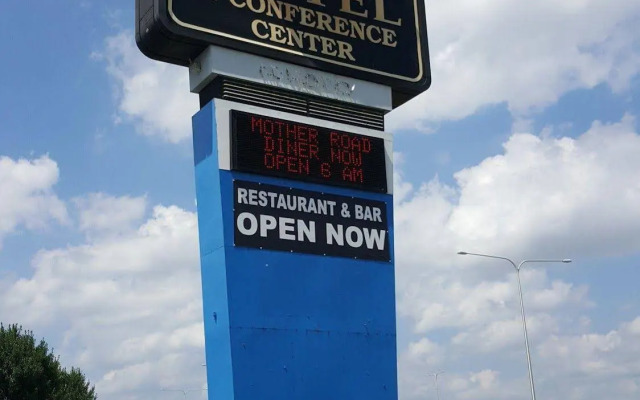 & CONFERENCE
CENTER
MOTHER ROAD
DINER NOW
OPEN 6 AM
RESTAURANT & BAR
OPEN NOW